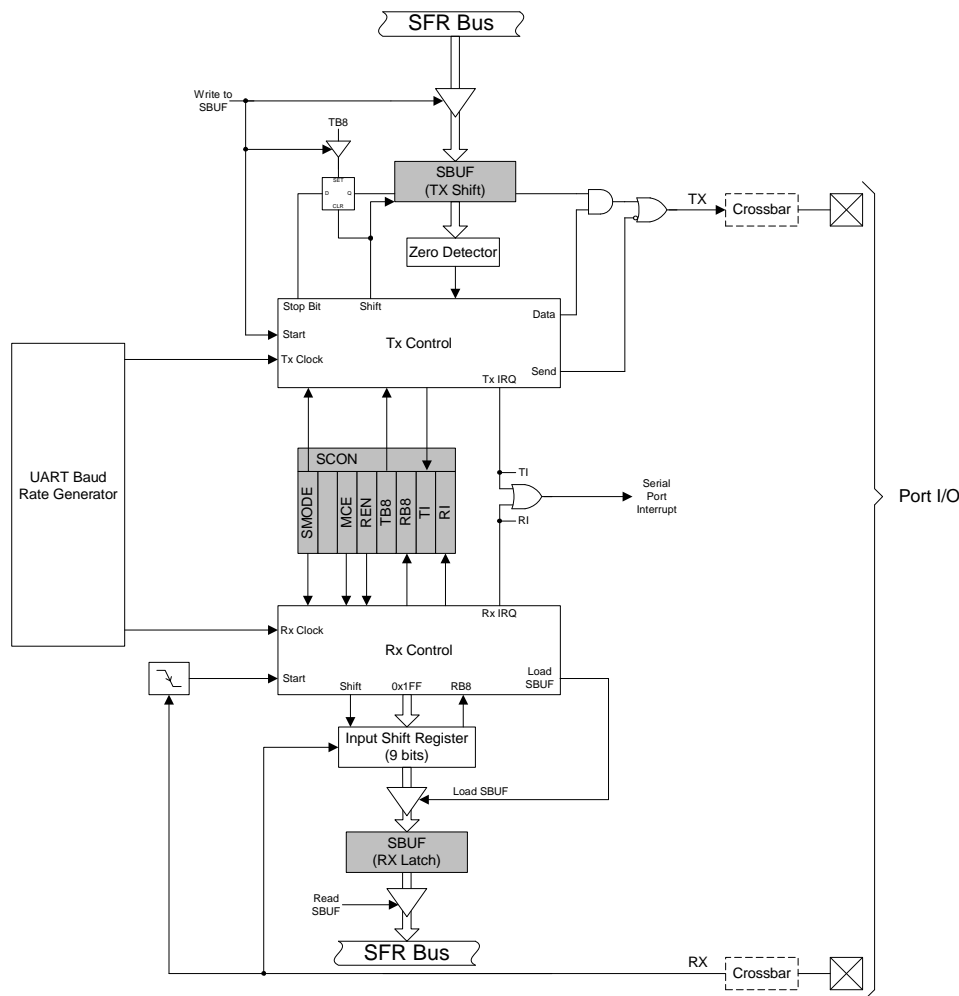 SFR Bus
Write to
SBUF
TB8
SET
D Q
CLR
SBUF
(TX Shift)
TX
Crossbar
Zero Detector
Stop Bit
Shift
Data
Start
Tx Control
Tx Clock
Send
Tx IRQ
UART Baud
Rate Generator
SCON
SMODE
MCE
REN
TB8
RB8
TI
RI
TI
RI
Serial
Port
Interrupt
Port I/O
Rx IRQ
Rx Clock
Rx Control
Start
Load
SBUF
Shift
0x1FF
RB8
Input Shift Register
(9 bits)
Load SBUF
SBUF
(RX Latch)
Read
SBUF
SFR Bus
RX
Crossbar